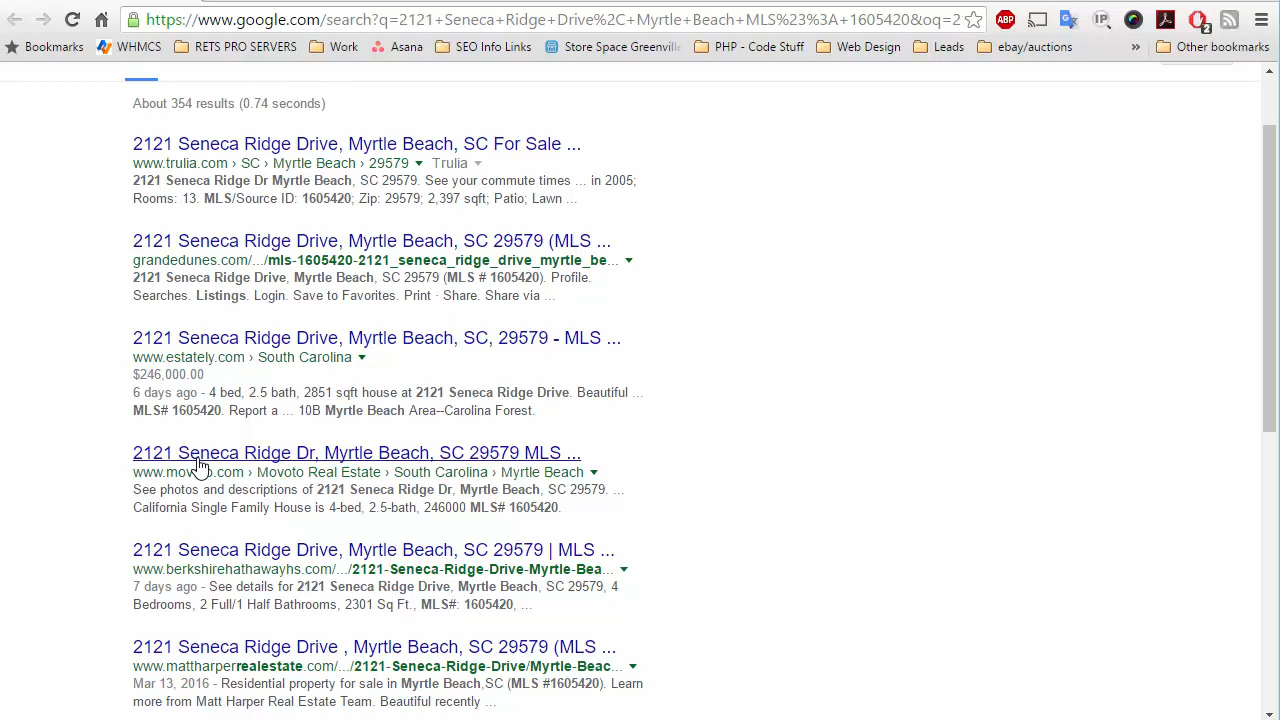 https://www.google.com/search?q=2121+Seneca+Ridge+Drive%2C+Myrtle+Beach+MLS%23%3A+1605420&oq=2
ABP
IP
2
Bookmarks WHMCS RETS PRO SERVERS Work Asana SEO Info Links Store Space Greenville PHP - Code Stuff Web Design Leads ebay/auctions » Other bookmarks
About 354 results (0.74 seconds)
2121 Seneca Ridge Drive, Myrtle Beach, SC For Sale ...
www.trulia.com › SC › Myrtle Beach › 29579 Trulia
2121 Seneca Ridge Dr Myrtle Beach, SC 29579. See your commute times ... in 2005;
Rooms: 13. MLS/Source ID: 1605420; Zip: 29579; 2,397 sqft; Patio; Lawn ...
2121 Seneca Ridge Drive, Myrtle Beach, SC 29579 (MLS ...
grandedunes.com/.../mls-1605420-2121_seneca_ridge_drive_myrtle_be...
2121 Seneca Ridge Drive, Myrtle Beach, SC 29579 (MLS # 1605420). Profile.
Searches. Listings. Login. Save to Favorites. Print · Share. Share via ...
2121 Seneca Ridge Drive, Myrtle Beach, SC, 29579 - MLS ...
www.estately.com › South Carolina
$246,000.00
6 days ago - 4 bed, 2.5 bath, 2851 sqft house at 2121 Seneca Ridge Drive. Beautiful ...
MLS# 1605420. Report a ... 10B Myrtle Beach Area--Carolina Forest.
2121 Seneca Ridge Dr, Myrtle Beach, SC 29579 MLS ...
www.movoto.com › Movoto Real Estate › South Carolina › Myrtle Beach
See photos and descriptions of 2121 Seneca Ridge Dr, Myrtle Beach, SC 29579. ...
California Single Family House is 4-bed, 2.5-bath, 246000 MLS# 1605420.
2121 Seneca Ridge Drive, Myrtle Beach, SC 29579 | MLS ...
www.berkshirehathawayhs.com/.../2121-Seneca-Ridge-Drive-Myrtle-Bea...
7 days ago - See details for 2121 Seneca Ridge Drive, Myrtle Beach, SC 29579, 4
Bedrooms, 2 Full/1 Half Bathrooms, 2301 Sq Ft., MLS#: 1605420, ...
2121 Seneca Ridge Drive , Myrtle Beach, SC 29579 (MLS ...
www.mattharperrealestate.com/.../2121-Seneca-Ridge-Drive/Myrtle-Beac...
Mar 13, 2016 - Residential property for sale in Myrtle Beach,SC (MLS #1605420). Learn
more from Matt Harper Real Estate Team. Beautiful recently ...